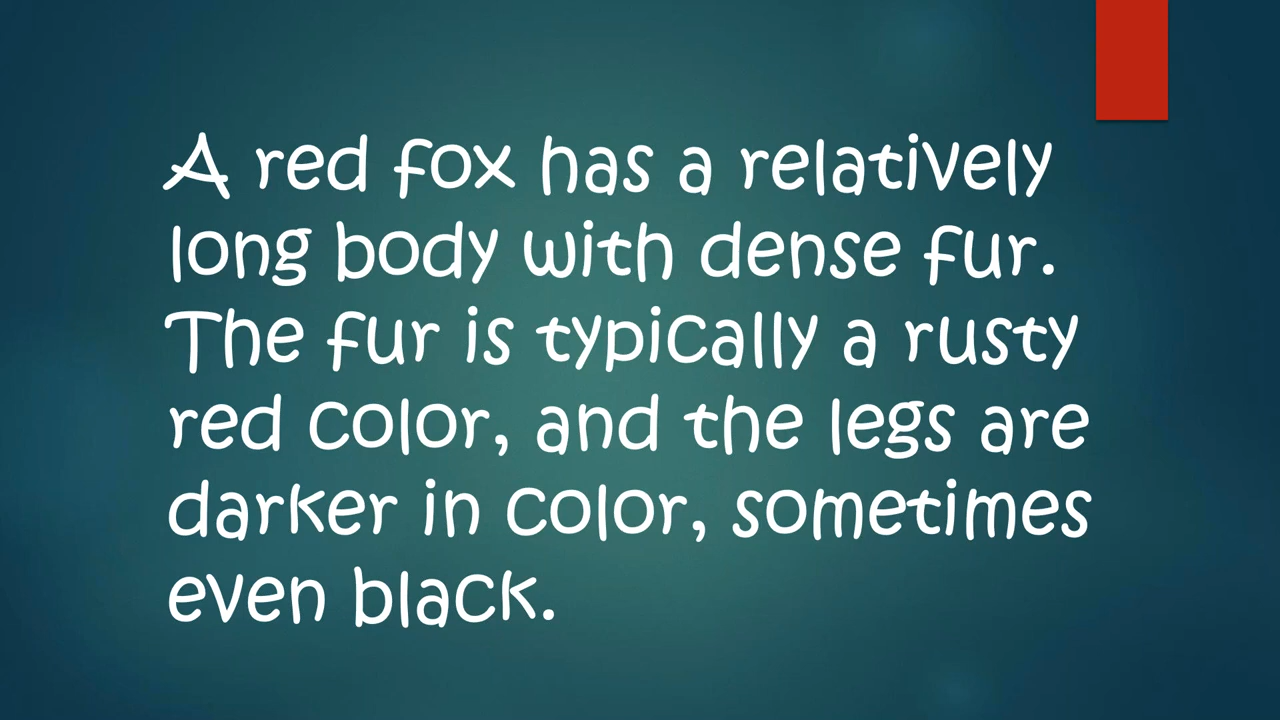 A red fox has a relatively
long body with dense fur.
The fur is typically a rusty
red color, and the legs are
darker in color, sometimes
even black.